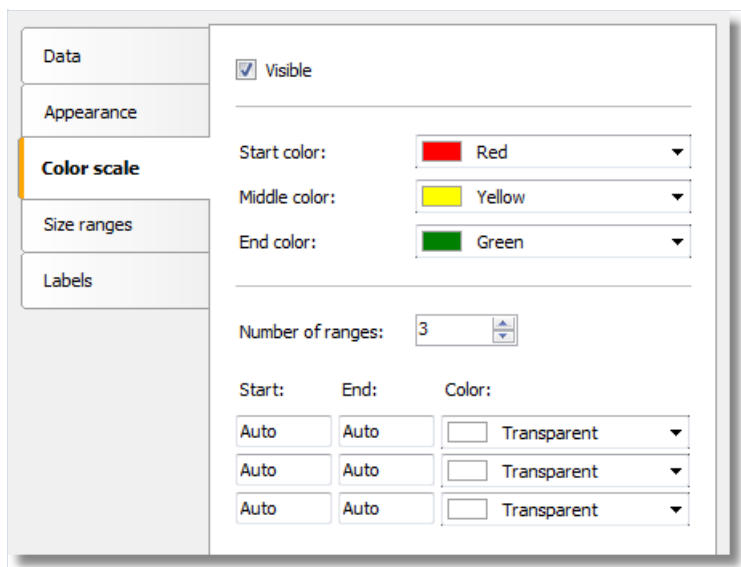 Data
Appearance
Color scale
Size ranges
Labels
Visible
Start color: Red
Middle color: Yellow
End color: Green
Number of ranges: 3
Start: End: Color:
Auto Auto Transparent
Auto Auto Transparent
Auto Auto Transparent